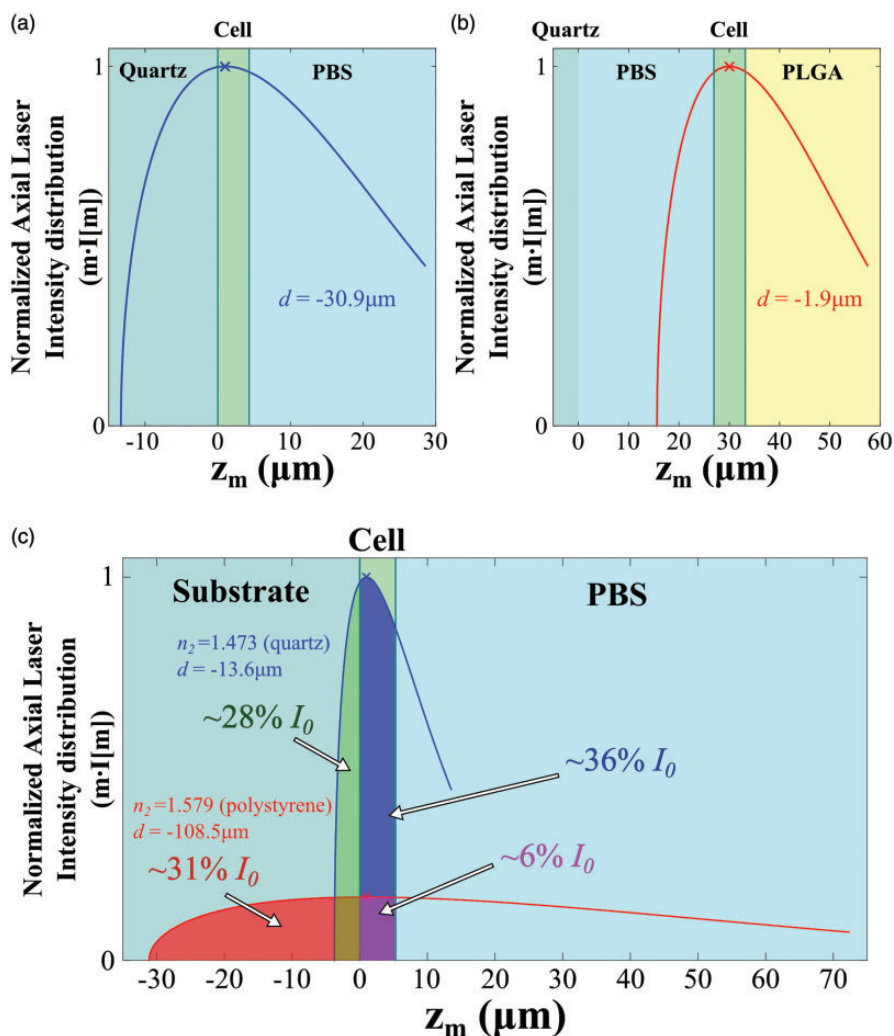 (a)
Cell
Quartz
PBS
Normalized Axial Laser
Intensity distribution
(m·I[m])
1
0
d = -30.9μm
-10
0
10
20
30
z_m (μm)
(b)
Quartz
Cell
PBS
PLGA
Normalized Axial Laser
Intensity distribution
(m·I[m])
1
0
d = -1.9μm
0
10
20
30
40
50
60
z_m (μm)
(c)
Cell
Substrate
PBS
Normalized Axial Laser
Intensity distribution
(m·I[m])
1
0
n₂=1.473 (quartz)
d = -13.6μm
~28% I₀
~36% I₀
n₂=1.579 (polystyrene)
d = -108.5μm
~31% I₀
~6% I₀
-30
-20
-10
0
10
20
30
40
50
60
70
z_m (μm)